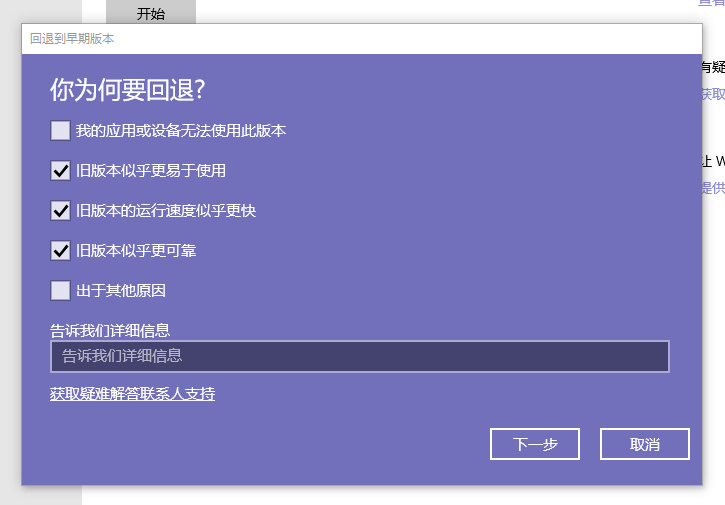 开始
回退到早期版本
你为何要回退?
我的应用或设备无法使用此版本
旧版本似乎更易于使用
旧版本的运行速度似乎更快
旧版本似乎更可靠
出于其他原因
告诉我们详细信息
告诉我们详细信息
获取疑难解答联系人支持
下一步
取消
查看
有疑
获取
让 W
提供